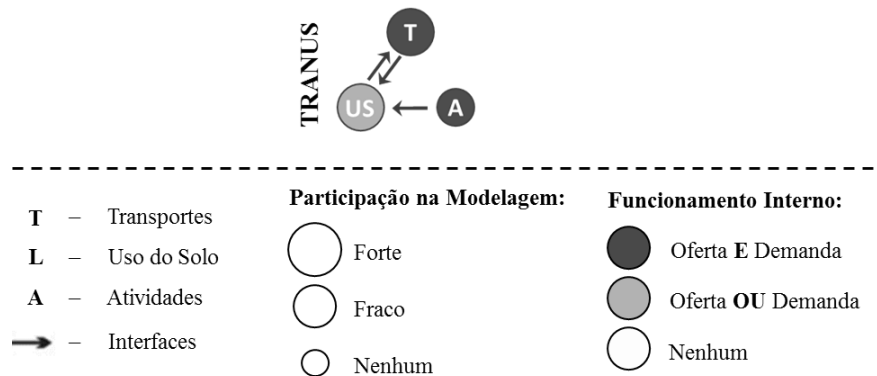 TRANUS
T
US
A
Participação na Modelagem:
Funcionamento Interno:
T – Transportes
L – Uso do Solo
A – Atividades
Interfaces
Forte
Fraco
Nenhum
Oferta E Demanda
Oferta OU Demanda
Nenhum